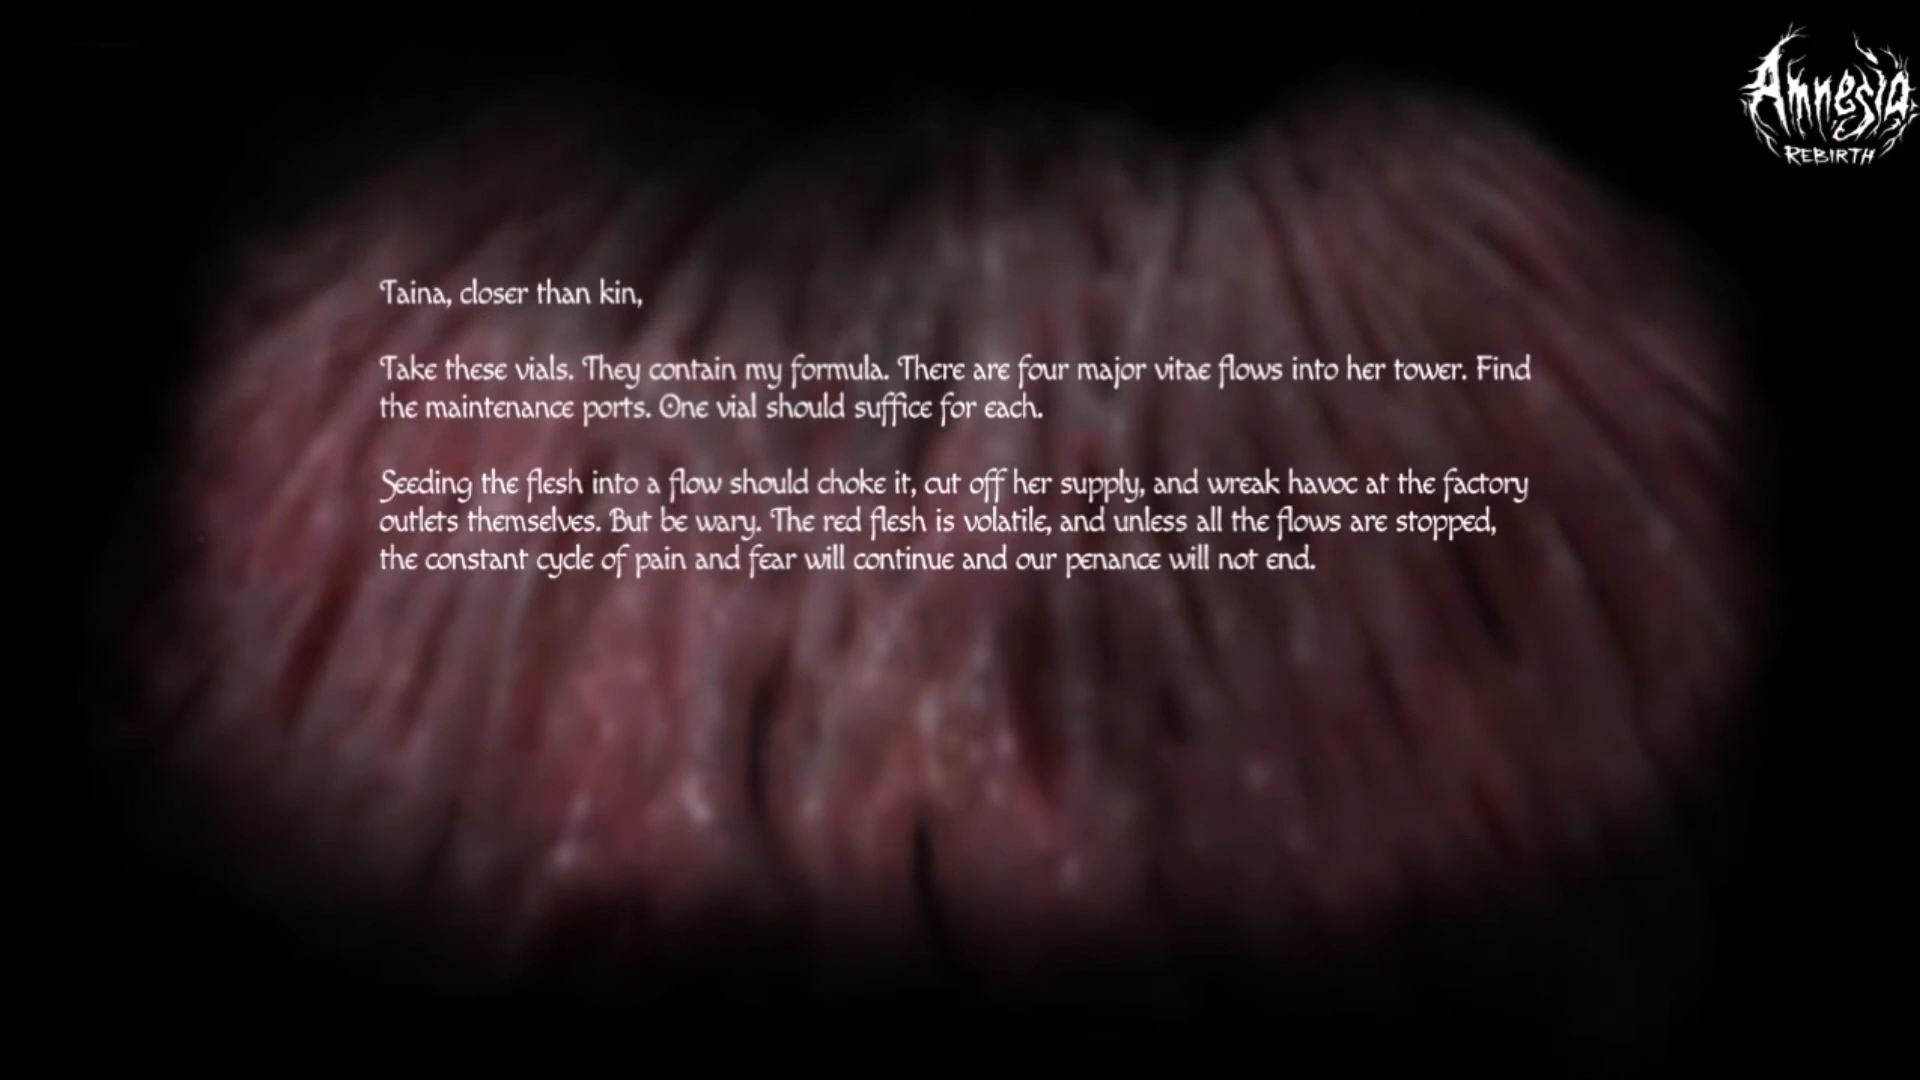 Amnesia
REBIRTH
Taina, closer than kin,
Take these vials. They contain my formula. There are four major vitae flows into her tower. Find
the maintenance ports. One vial should suffice for each.
Seeding the flesh into a flow should choke it, cut off her supply, and wreak havoc at the factory
outlets themselves. But be wary. The red flesh is volatile, and unless all the flows are stopped,
the constant cycle of pain and fear will continue and our penance will not end.